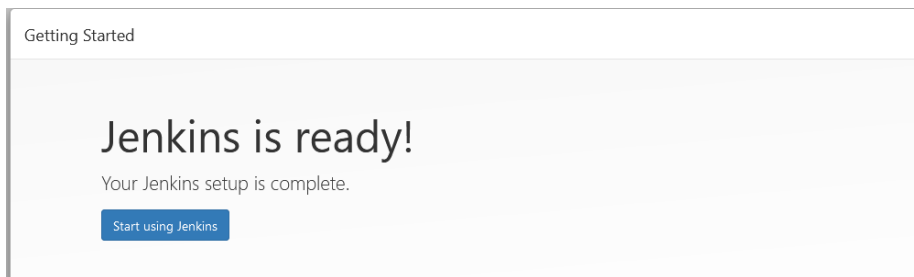 Getting Started
Jenkins is ready!
Your Jenkins setup is complete.
Start using Jenkins